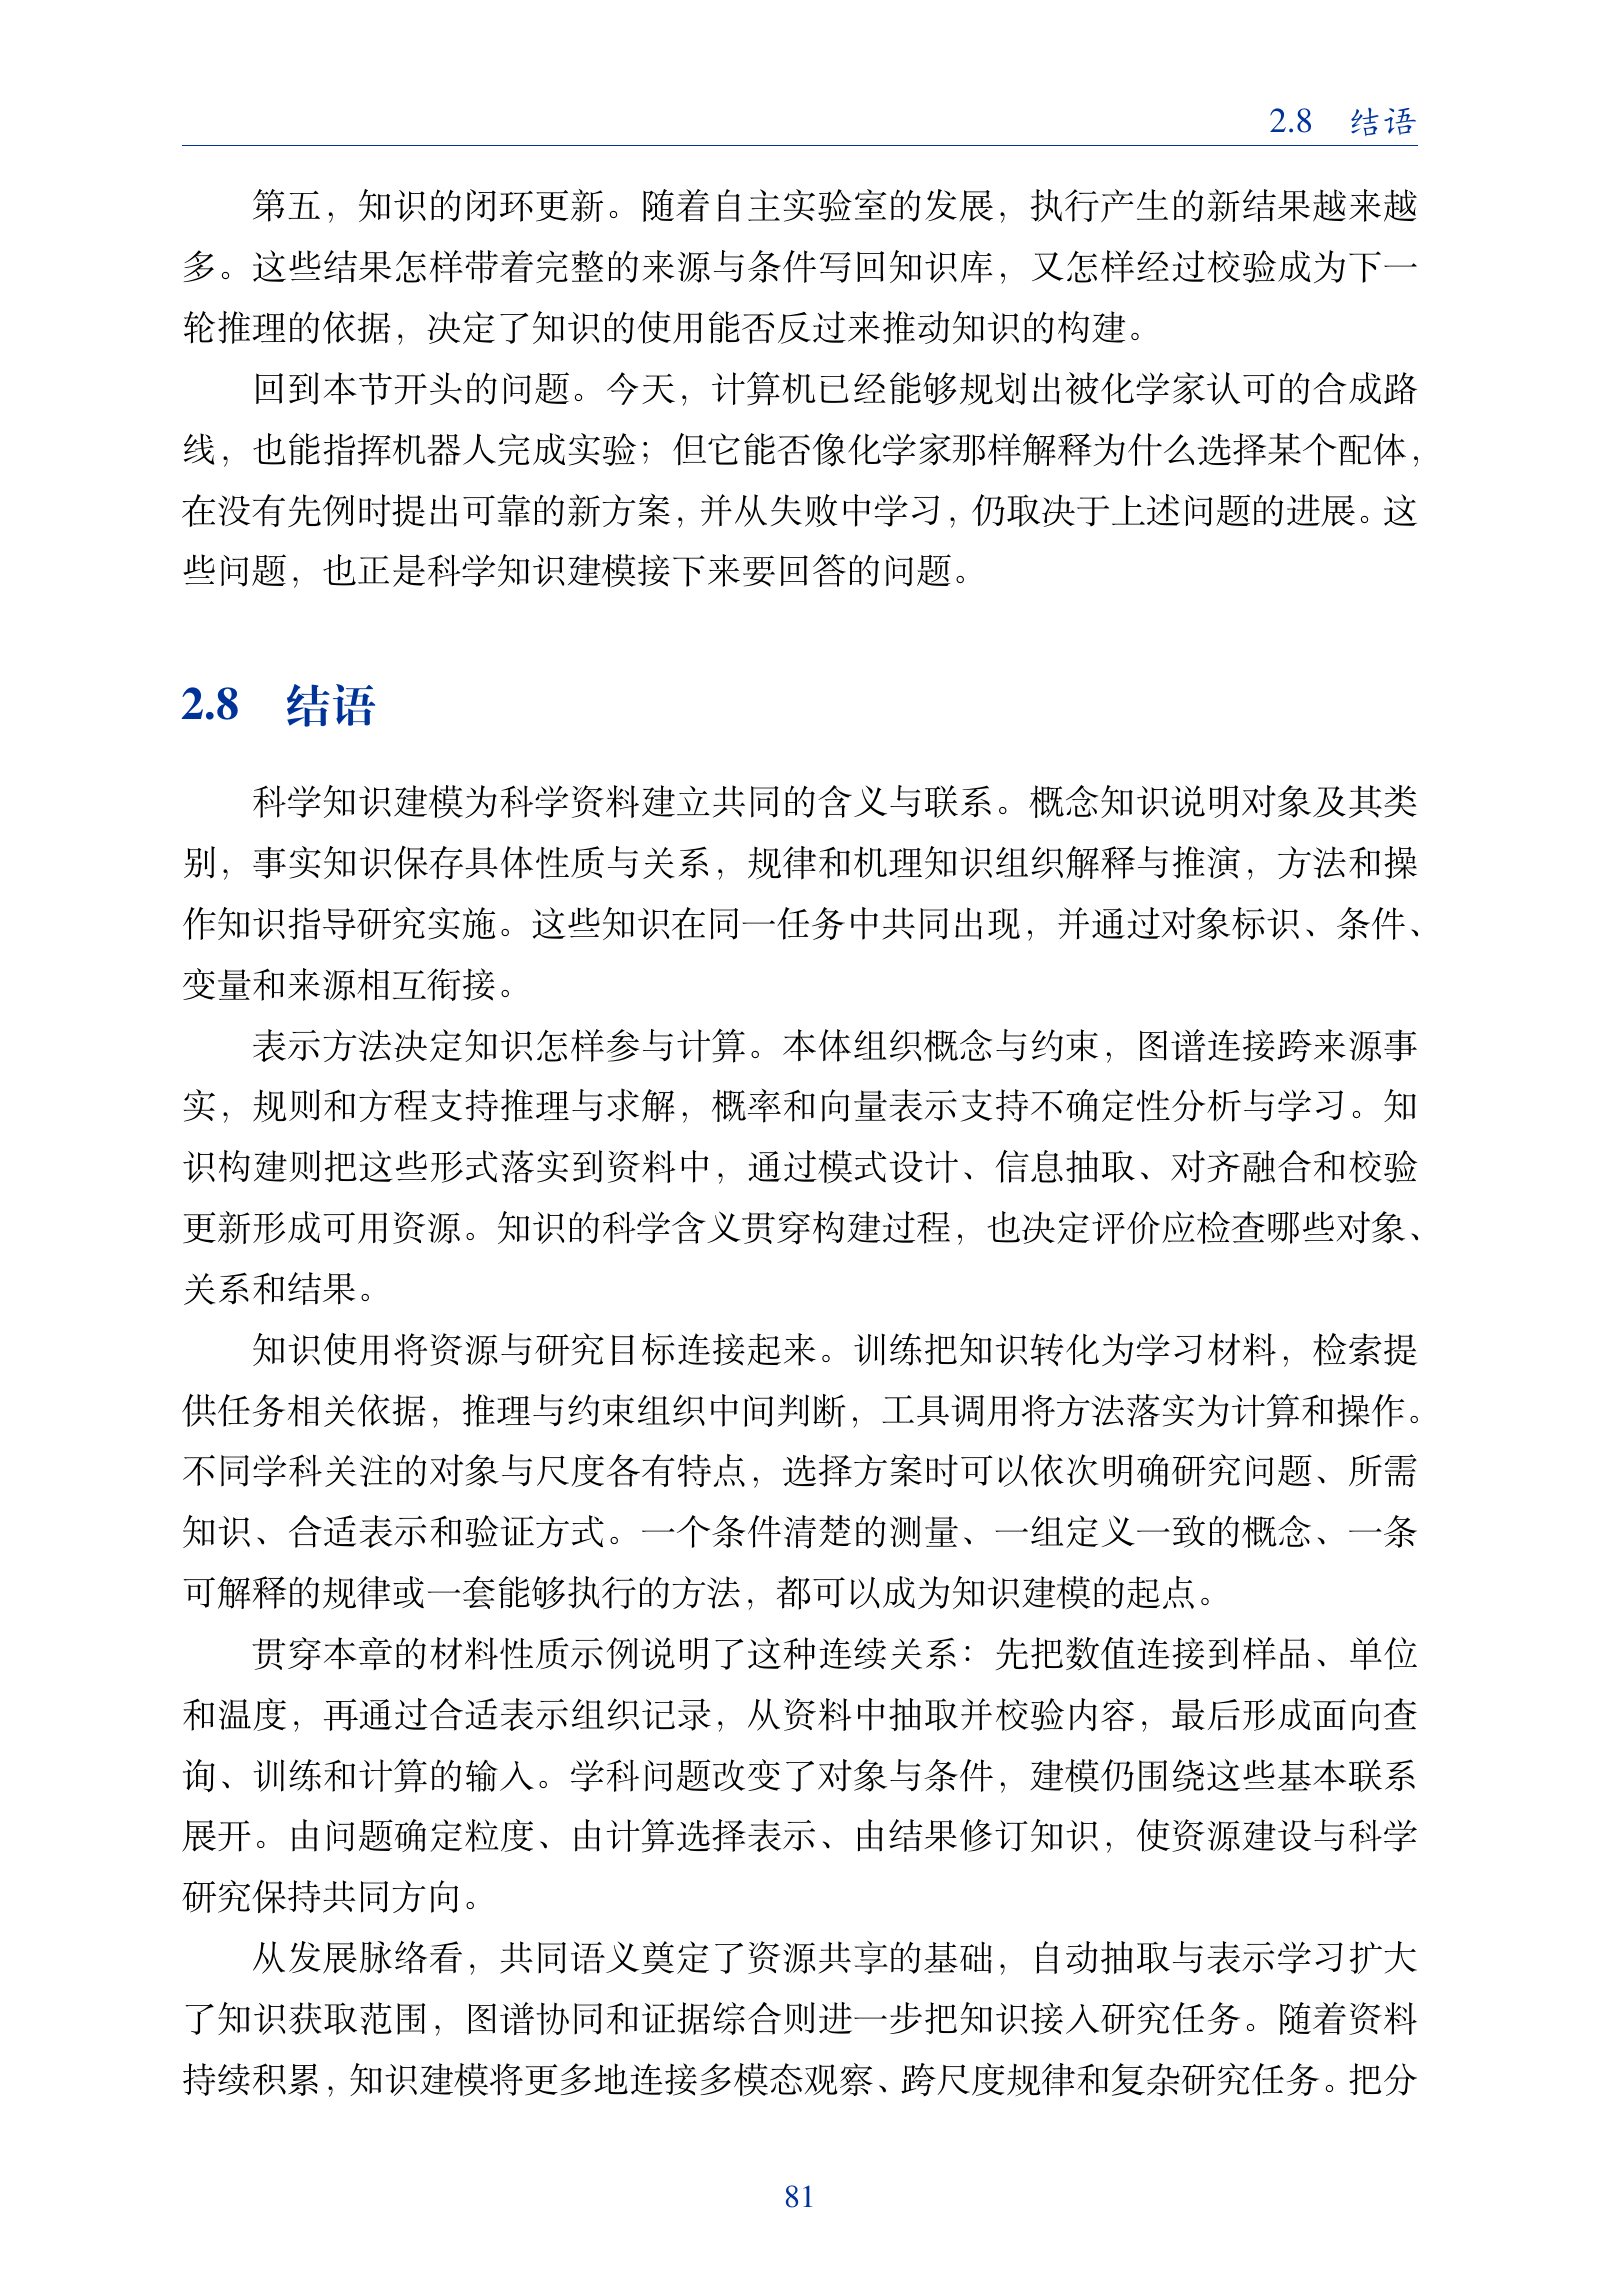 2.8 结语
第五，知识的闭环更新。随着自主实验室的发展，执行产生的新结果越来越
多。这些结果怎样带着完整的来源与条件写回知识库，又怎样经过校验成为下一
轮推理的依据，决定了知识的使用能否反过来推动知识的构建。
回到本节开头的问题。今天，计算机已经能够规划出被化学家认可的合成路
线，也能指挥机器人完成实验；但它能否像化学家那样解释为什么选择某个配体，
在没有先例时提出可靠的新方案，并从失败中学习，仍取决于上述问题的进展。这
些问题，也正是科学知识建模接下来要回答的问题。
2.8 结语
科学知识建模为科学资料建立共同的含义与联系。概念知识说明对象及其类
别，事实知识保存具体性质与关系，规律和机理知识组织解释与推演，方法和操
作知识指导研究实施。这些知识在同一任务中共同出现，并通过对象标识、条件、
变量和来源相互衔接。
表示方法决定知识怎样参与计算。本体组织概念与约束，图谱连接跨来源事
实，规则和方程支持推理与求解，概率和向量表示支持不确定性分析与学习。知
识构建则把这些形式落实到资料中，通过模式设计、信息抽取、对齐融合和校验
更新形成可用资源。知识的科学含义贯穿构建过程，也决定评价应检查哪些对象、
关系和结果。
知识使用将资源与研究目标连接起来。训练把知识转化为学习材料，检索提
供任务相关依据，推理与约束组织中间判断，工具调用将方法落实为计算和操作。
不同学科关注的对象与尺度各有特点，选择方案时可以依次明确研究问题、所需
知识、合适表示和验证方式。一个条件清楚的测量、一组定义一致的概念、一条
可解释的规律或一套能够执行的方法，都可以成为知识建模的起点。
贯穿本章的材料性质示例说明了这种连续关系：先把数值连接到样品、单位
和温度，再通过合适表示组织记录，从资料中抽取并校验内容，最后形成面向查
询、训练和计算的输入。学科问题改变了对象与条件，建模仍围绕这些基本联系
展开。由问题确定粒度、由计算选择表示、由结果修订知识，使资源建设与科学
研究保持共同方向。
从发展脉络看，共同语义奠定了资源共享的基础，自动抽取与表示学习扩大
了知识获取范围，图谱协同和证据综合则进一步把知识接入研究任务。随着资料
持续积累，知识建模将更多地连接多模态观察、跨尺度规律和复杂研究任务。把分
81